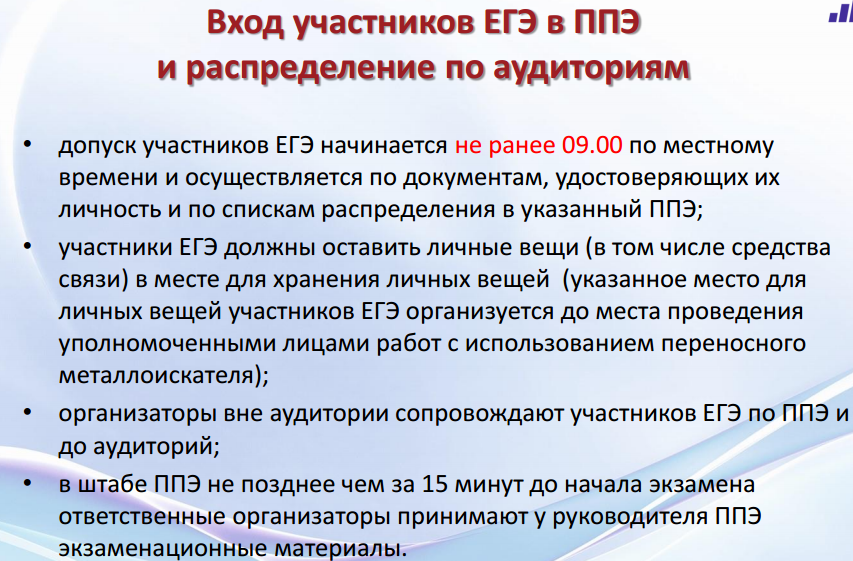 Вход участников ЕГЭ в ППЭ
и распределение по аудиториям
• допуск участников ЕГЭ начинается не ранее 09.00 по местному
времени и осуществляется по документам, удостоверяющих их
личность и по спискам распределения в указанный ППЭ;
• участники ЕГЭ должны оставить личные вещи (в том числе средства
связи) в месте для хранения личных вещей (указанное место для
личных вещей участников ЕГЭ организуется до места проведения
уполномоченными лицами работ с использованием переносного
металлоискателя);
• организаторы вне аудитории сопровождают участников ЕГЭ по ППЭ и
до аудиторий;
• в штабе ППЭ не позднее чем за 15 минут до начала экзамена
ответственные организаторы принимают у руководителя ППЭ
экзаменационные материалы.